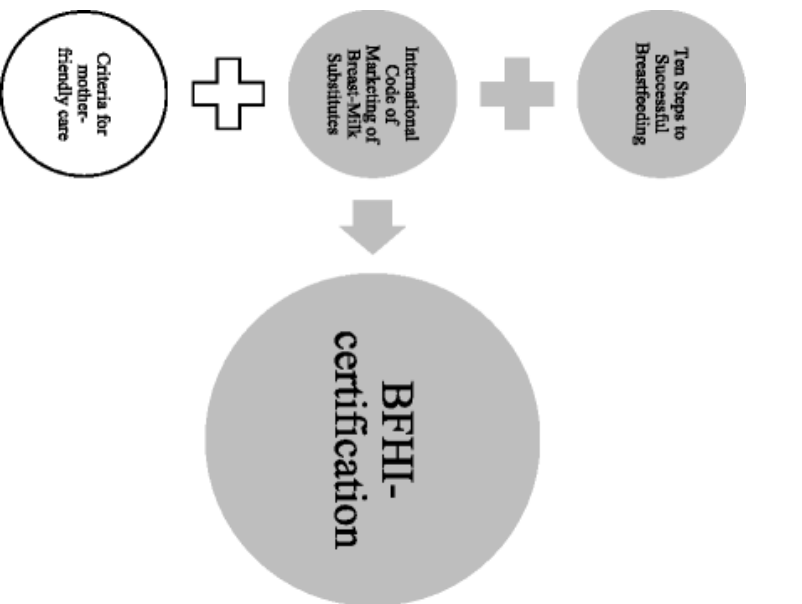 Ten Steps to
Successful
Breastfeeding
International
Code of
Marketing of
Breast-Milk
Substitutes
Criteria for
mother-
friendly care
BFHI-
certification